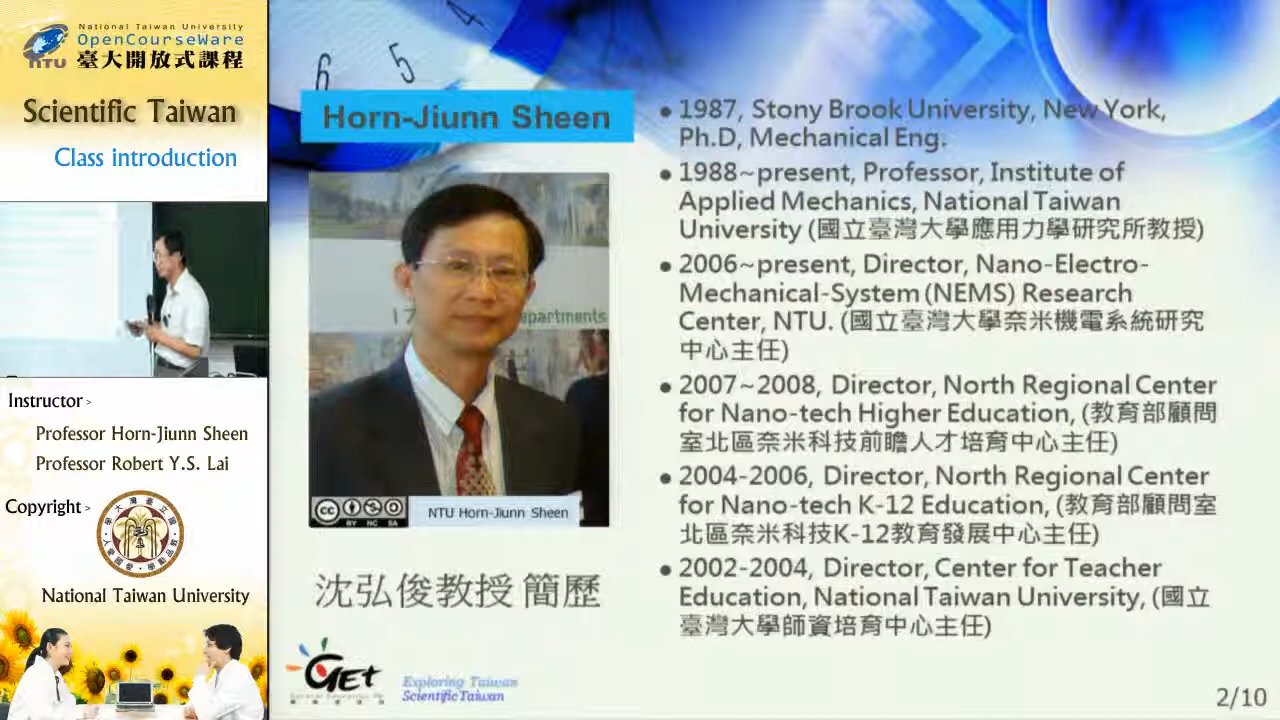 National Taiwan University
OpenCourseWare
NTU 臺大開放式課程
Scientific Taiwan
Class introduction
Instructor >
Professor Horn-Jiunn Sheen
Professor Robert Y.S. Lai
Copyright >
National Taiwan University
6 5 4
Horn-Jiunn Sheen
epartments
cc BY NC SA
NTU Horn-Jiunn Sheen
沈弘俊教授 簡歷
GET
Exploring Taiwan
Scientific Taiwan
• 1987, Stony Brook University, New York,
Ph.D, Mechanical Eng.
• 1988~present, Professor, Institute of
Applied Mechanics, National Taiwan
University (國立臺灣大學應用力學研究所教授)
• 2006~present, Director, Nano-Electro-
Mechanical-System (NEMS) Research
Center, NTU. (國立臺灣大學奈米機電系統研究
中心主任)
• 2007~2008, Director, North Regional Center
for Nano-tech Higher Education, (教育部顧問
室北區奈米科技前瞻人才培育中心主任)
• 2004-2006, Director, North Regional Center
for Nano-tech K-12 Education, (教育部顧問室
北區奈米科技K-12教育發展中心主任)
• 2002-2004, Director, Center for Teacher
Education, National Taiwan University, (國立
臺灣大學師資培育中心主任)
2/10